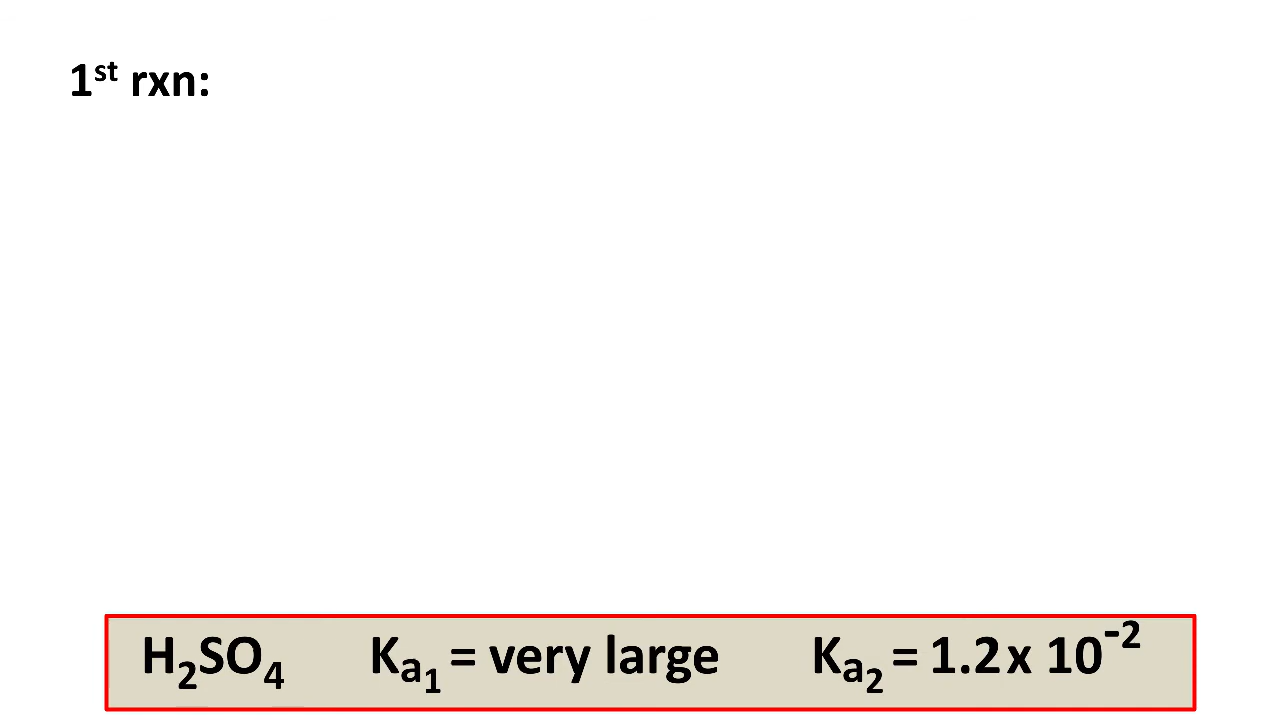 1st rxn:
H2SO4 Ka1 = very large Ka2 = 1.2 x 10-2